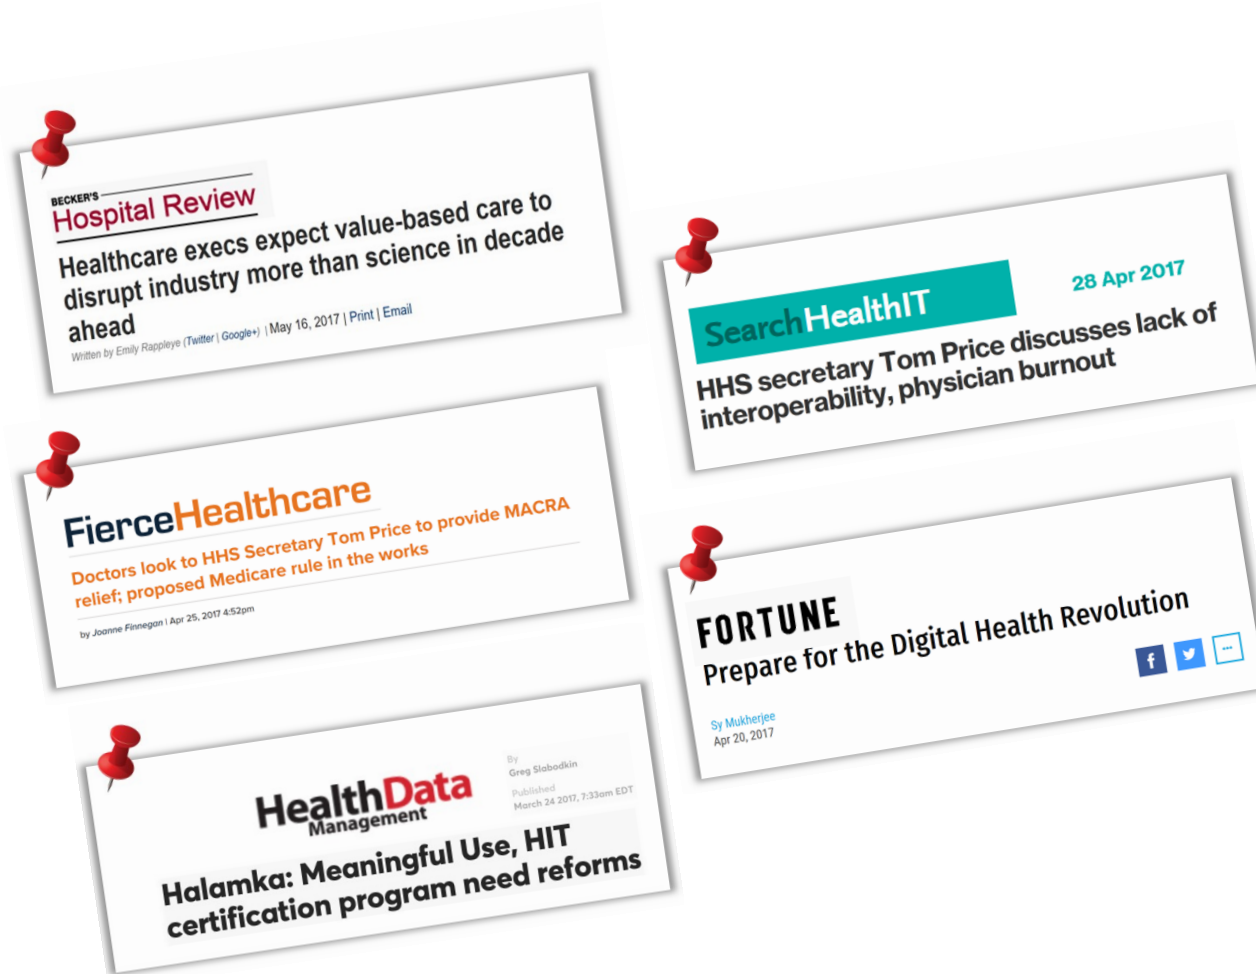 BECKER'S
Hospital Review
Healthcare execs expect value-based care to
disrupt industry more than science in decade
ahead
Written by Emily Rappleye (Twitter | Google+) | May 16, 2017 | Print | Email
FierceHealthcare
Doctors look to HHS Secretary Tom Price to provide MACRA
relief; proposed Medicare rule in the works
by Joanne Finnegan | Apr 25, 2017 4:52pm
HealthData
Management
By
Greg Slabodkin
Published
March 24 2017, 7:33am EDT
Halamka: Meaningful Use, HIT
certification program need reforms
SearchHealthIT
28 Apr 2017
HHS secretary Tom Price discusses lack of
interoperability, physician burnout
FORTUNE
Prepare for the Digital Health Revolution
Sy Mukherjee
Apr 20, 2017